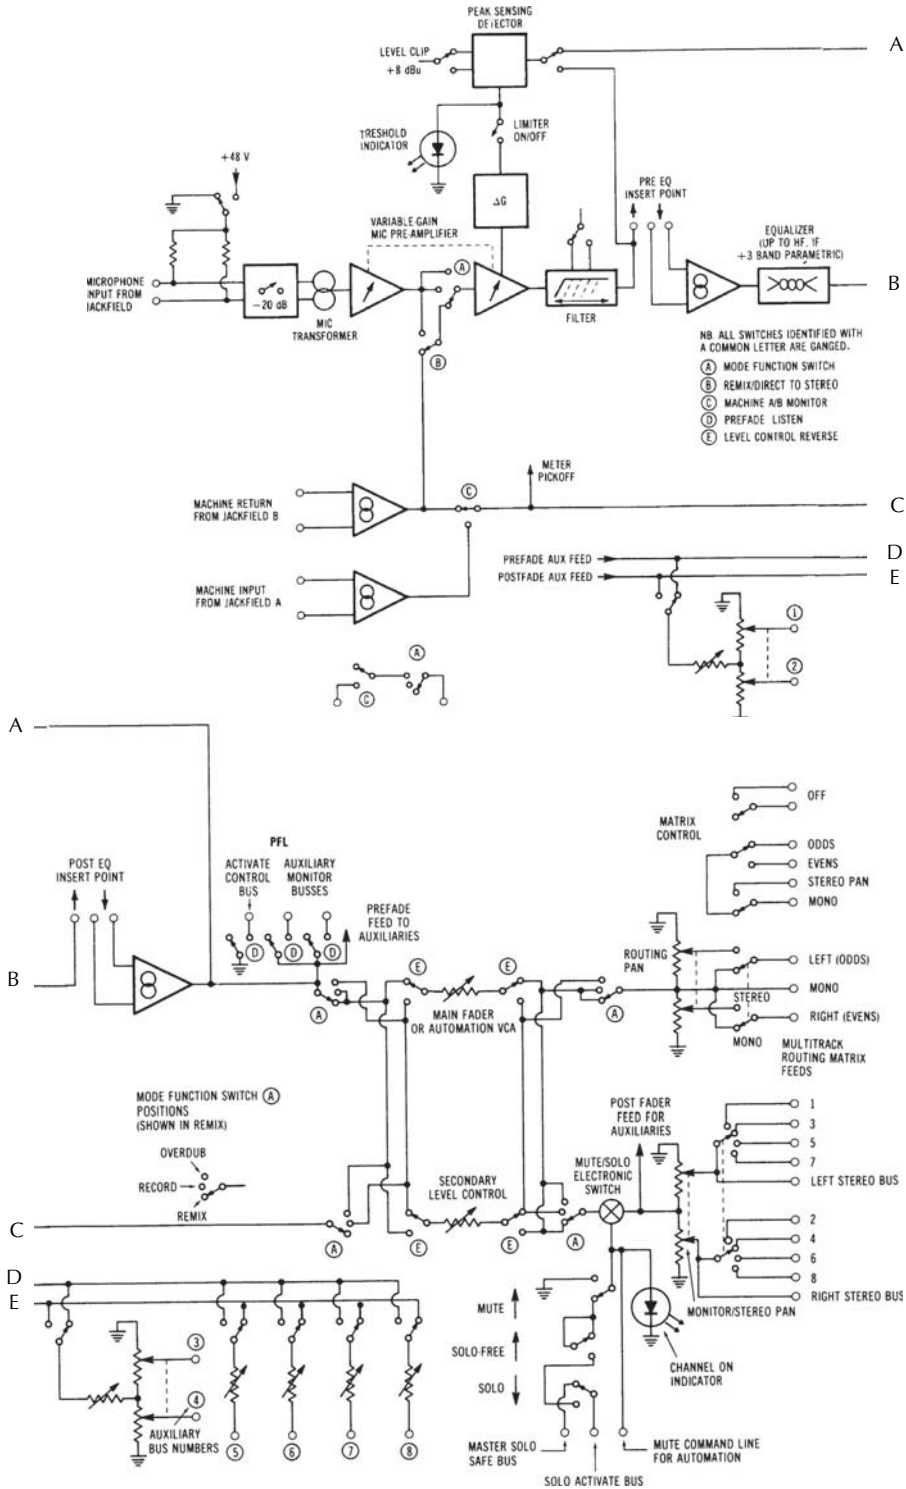 PEAK SENSING
DETECTOR
LEVEL CLIP
+8 dBu
A
TRESHOLD
INDICATOR
LIMITER
ON/OFF
+48 V
ΔG
PRE EQ
INSERT POINT
VARIABLE-GAIN
MIC PRE-AMPLIFIER
EQUALIZER
(UP TO HF, IF
+3 BAND PARAMETRIC)
A
MICROPHONE
INPUT FROM
JACKFIELD
−20 dB
B
MIC
TRANSFORMER
FILTER
B
NB. ALL SWITCHES IDENTIFIED WITH
A COMMON LETTER ARE GANGED.
A MODE FUNCTION SWITCH
B REMIX/DIRECT TO STEREO
C MACHINE A/B MONITOR
D PREFADE LISTEN
E LEVEL CONTROL REVERSE
METER
PICKOFF
MACHINE RETURN
FROM JACKFIELD B
C
C
PREFADE AUX FEED
D
POSTFADE AUX FEED
E
MACHINE INPUT
FROM JACKFIELD A
1
A
2
C
A
OFF
MATRIX
CONTROL
PFL
ODDS
EVENS
POST EQ
INSERT POINT
ACTIVATE
CONTROL
BUS
AUXILIARY
MONITOR
BUSSES
STEREO PAN
MONO
PREFADE
FEED TO
AUXILIARIES
D
D
D
ROUTING
PAN
LEFT (ODDS)
B
E
E
MONO
STEREO
A
MAIN FADER
OR AUTOMATION VCA
A
RIGHT (EVENS)
MONO
MULTITRACK
ROUTING MATRIX
FEEDS
MODE FUNCTION SWITCH A
POSITIONS
(SHOWN IN REMIX)
POST FADER
FEED FOR
AUXILIARIES
1
3
5
7
OVERDUB
RECORD
REMIX
SECONDARY
LEVEL CONTROL
MUTE/SOLO
ELECTRONIC
SWITCH
LEFT STEREO BUS
C
A
E
E
A
2
4
6
8
D
RIGHT STEREO BUS
E
MONITOR/STEREO PAN
MUTE
SOLO-FREE
SOLO
CHANNEL ON
INDICATOR
3
4
AUXILIARY
BUS NUMBERS
5
6
7
8
MASTER SOLO
SAFE BUS
SOLO ACTIVATE BUS
MUTE COMMAND LINE
FOR AUTOMATION